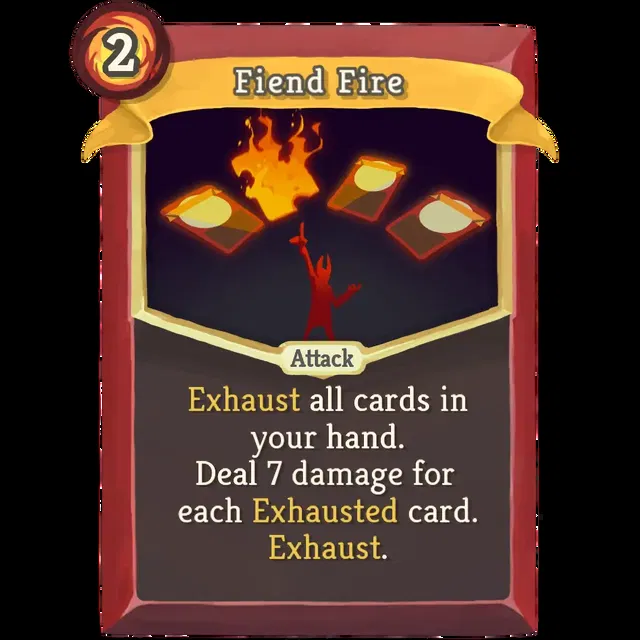 2
Fiend Fire
Attack
Exhaust all cards in
your hand.
Deal 7 damage for
each Exhausted card.
Exhaust.